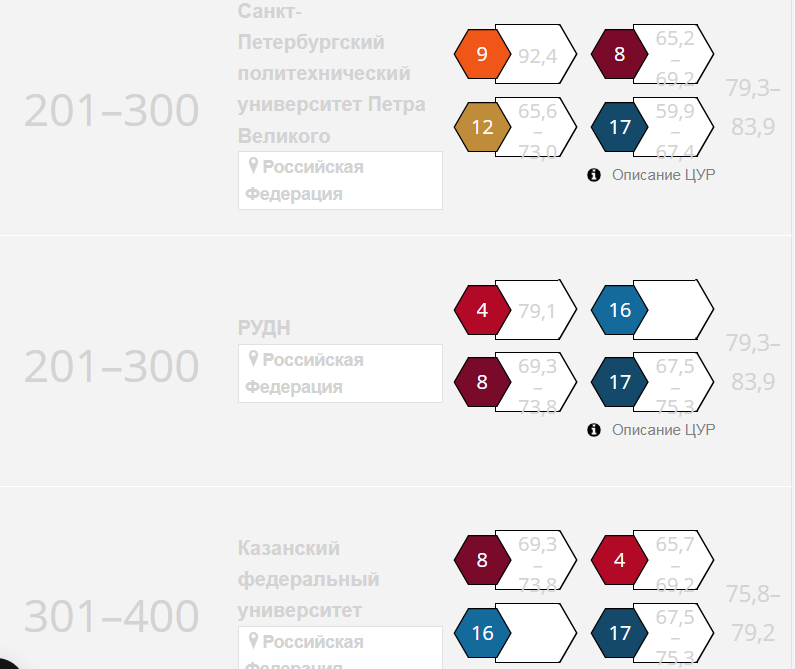 201–300
Санкт-
Петербургский
политехнический
университет Петра
Великого
Российская
Федерация
9 92,4
8 65,2
–
69,2
12 65,6
–
73,0
17 59,9
–
67,4
Описание ЦУР
79,3–
83,9
201–300
РУДН
Российская
Федерация
4 79,1
16
8 69,3
–
73,8
17 67,5
–
75,3
Описание ЦУР
79,3–
83,9
301–400
Казанский
федеральный
университет
Российская
Федерация
8 69,3
–
73,8
4 65,7
–
69,2
16
17 67,5
–
75,3
75,8–
79,2